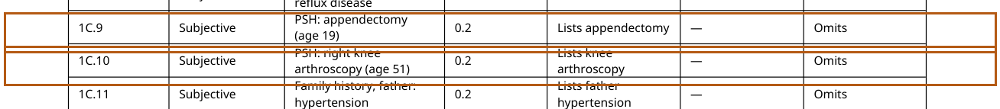 reflux disease
1C.9 Subjective PSH: appendectomy (age 19) 0.2 Lists appendectomy — Omits
1C.10 Subjective PSH: right knee arthroscopy (age 51) 0.2 Lists knee arthroscopy — Omits
1C.11 Subjective Family history, father: hypertension 0.2 Lists father hypertension — Omits